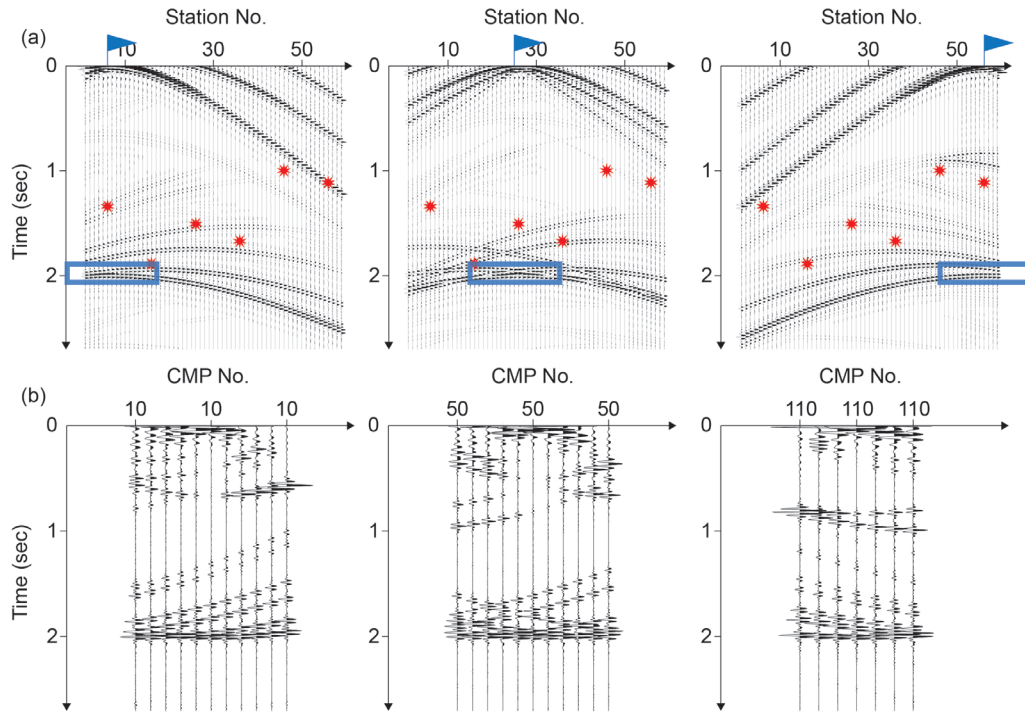 Station No. Station No. Station No.
(a)
10 30 50 10 30 50 10 30 50
0 0 0
1 1 1
Time (sec)
2 2 2
CMP No. CMP No. CMP No.
(b)
10 10 10 50 50 50 110 110 110
0 0 0
1 1 1
Time (sec)
2 2 2